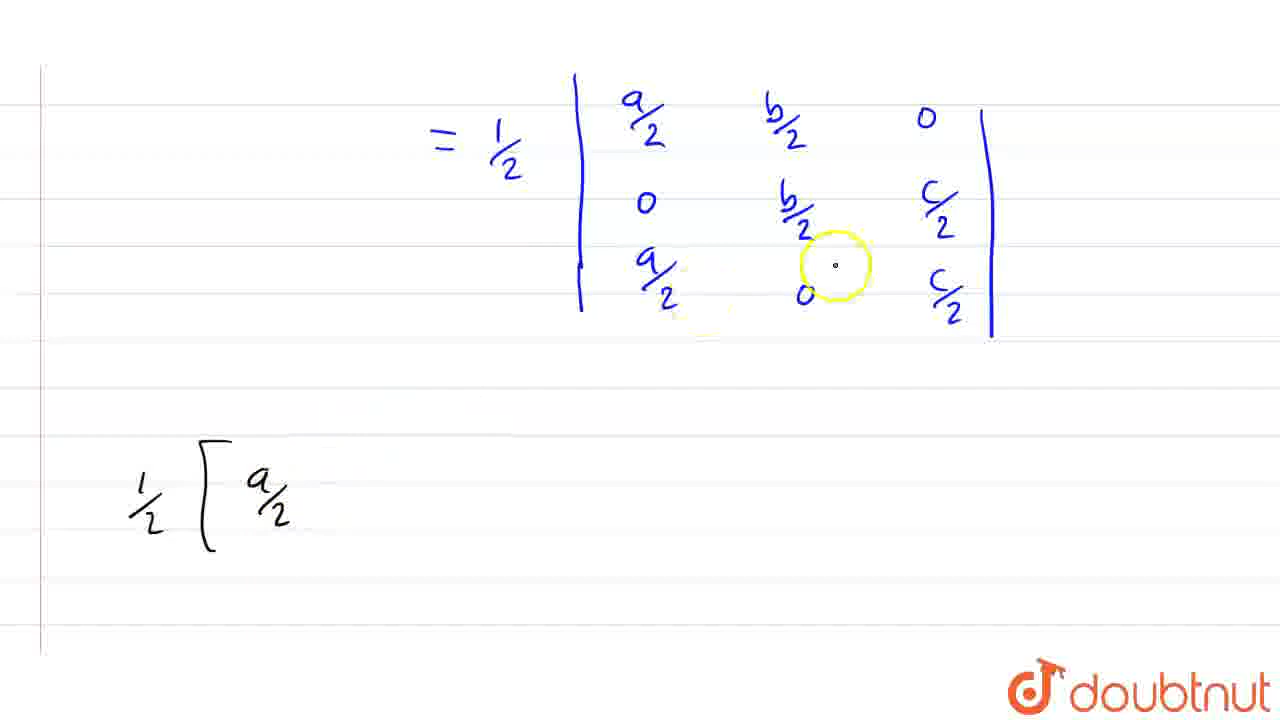 = 1/2 | a/2 b/2 0 |
| 0 b/2 c/2 |
| a/2 0 c/2 |
1/2 [ a/2
doubtnut